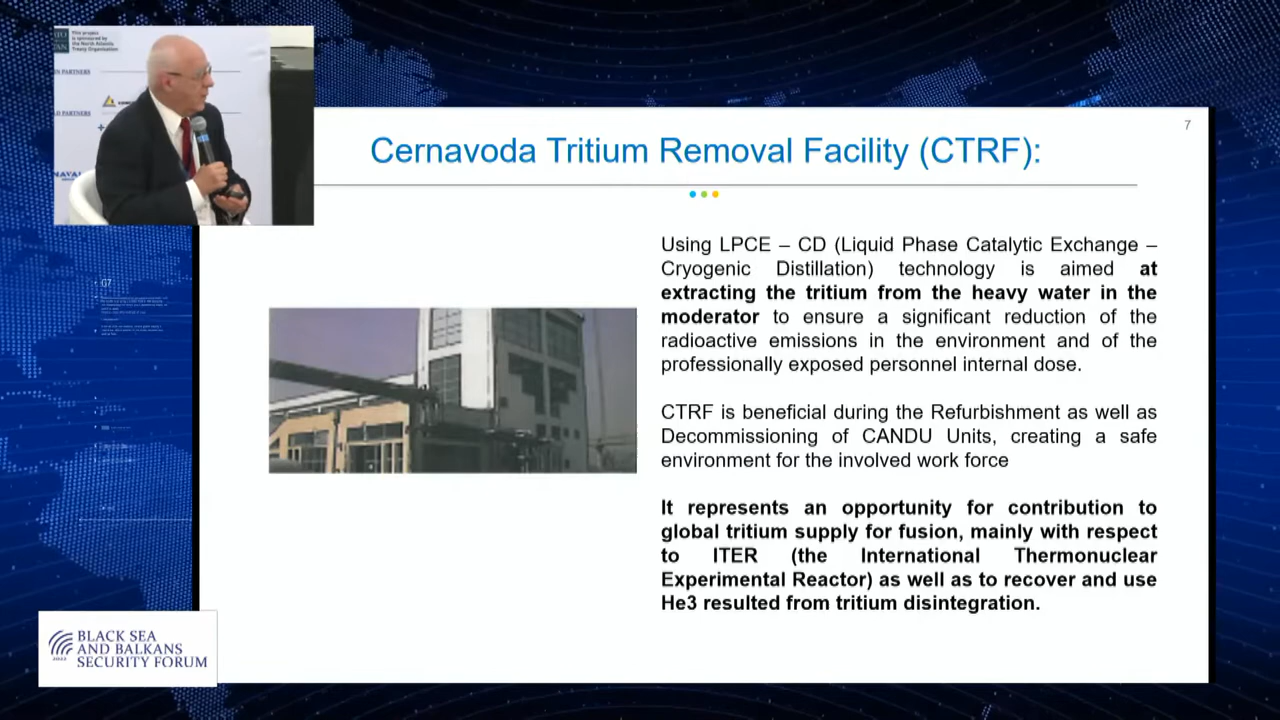 This project
is sponsored by
the North Atlantic
Treaty Organisation
PARTNERS
PARTNERS
7
Cernavoda Tritium Removal Facility (CTRF):
Using LPCE – CD (Liquid Phase Catalytic Exchange –
Cryogenic Distillation) technology is aimed at
extracting the tritium from the heavy water in the
moderator to ensure a significant reduction of the
radioactive emissions in the environment and of the
professionally exposed personnel internal dose.
CTRF is beneficial during the Refurbishment as well as
Decommissioning of CANDU Units, creating a safe
environment for the involved work force
It represents an opportunity for contribution to
global tritium supply for fusion, mainly with respect
to ITER (the International Thermonuclear
Experimental Reactor) as well as to recover and use
He3 resulted from tritium disintegration.
BLACK SEA
AND BALKANS
SECURITY FORUM